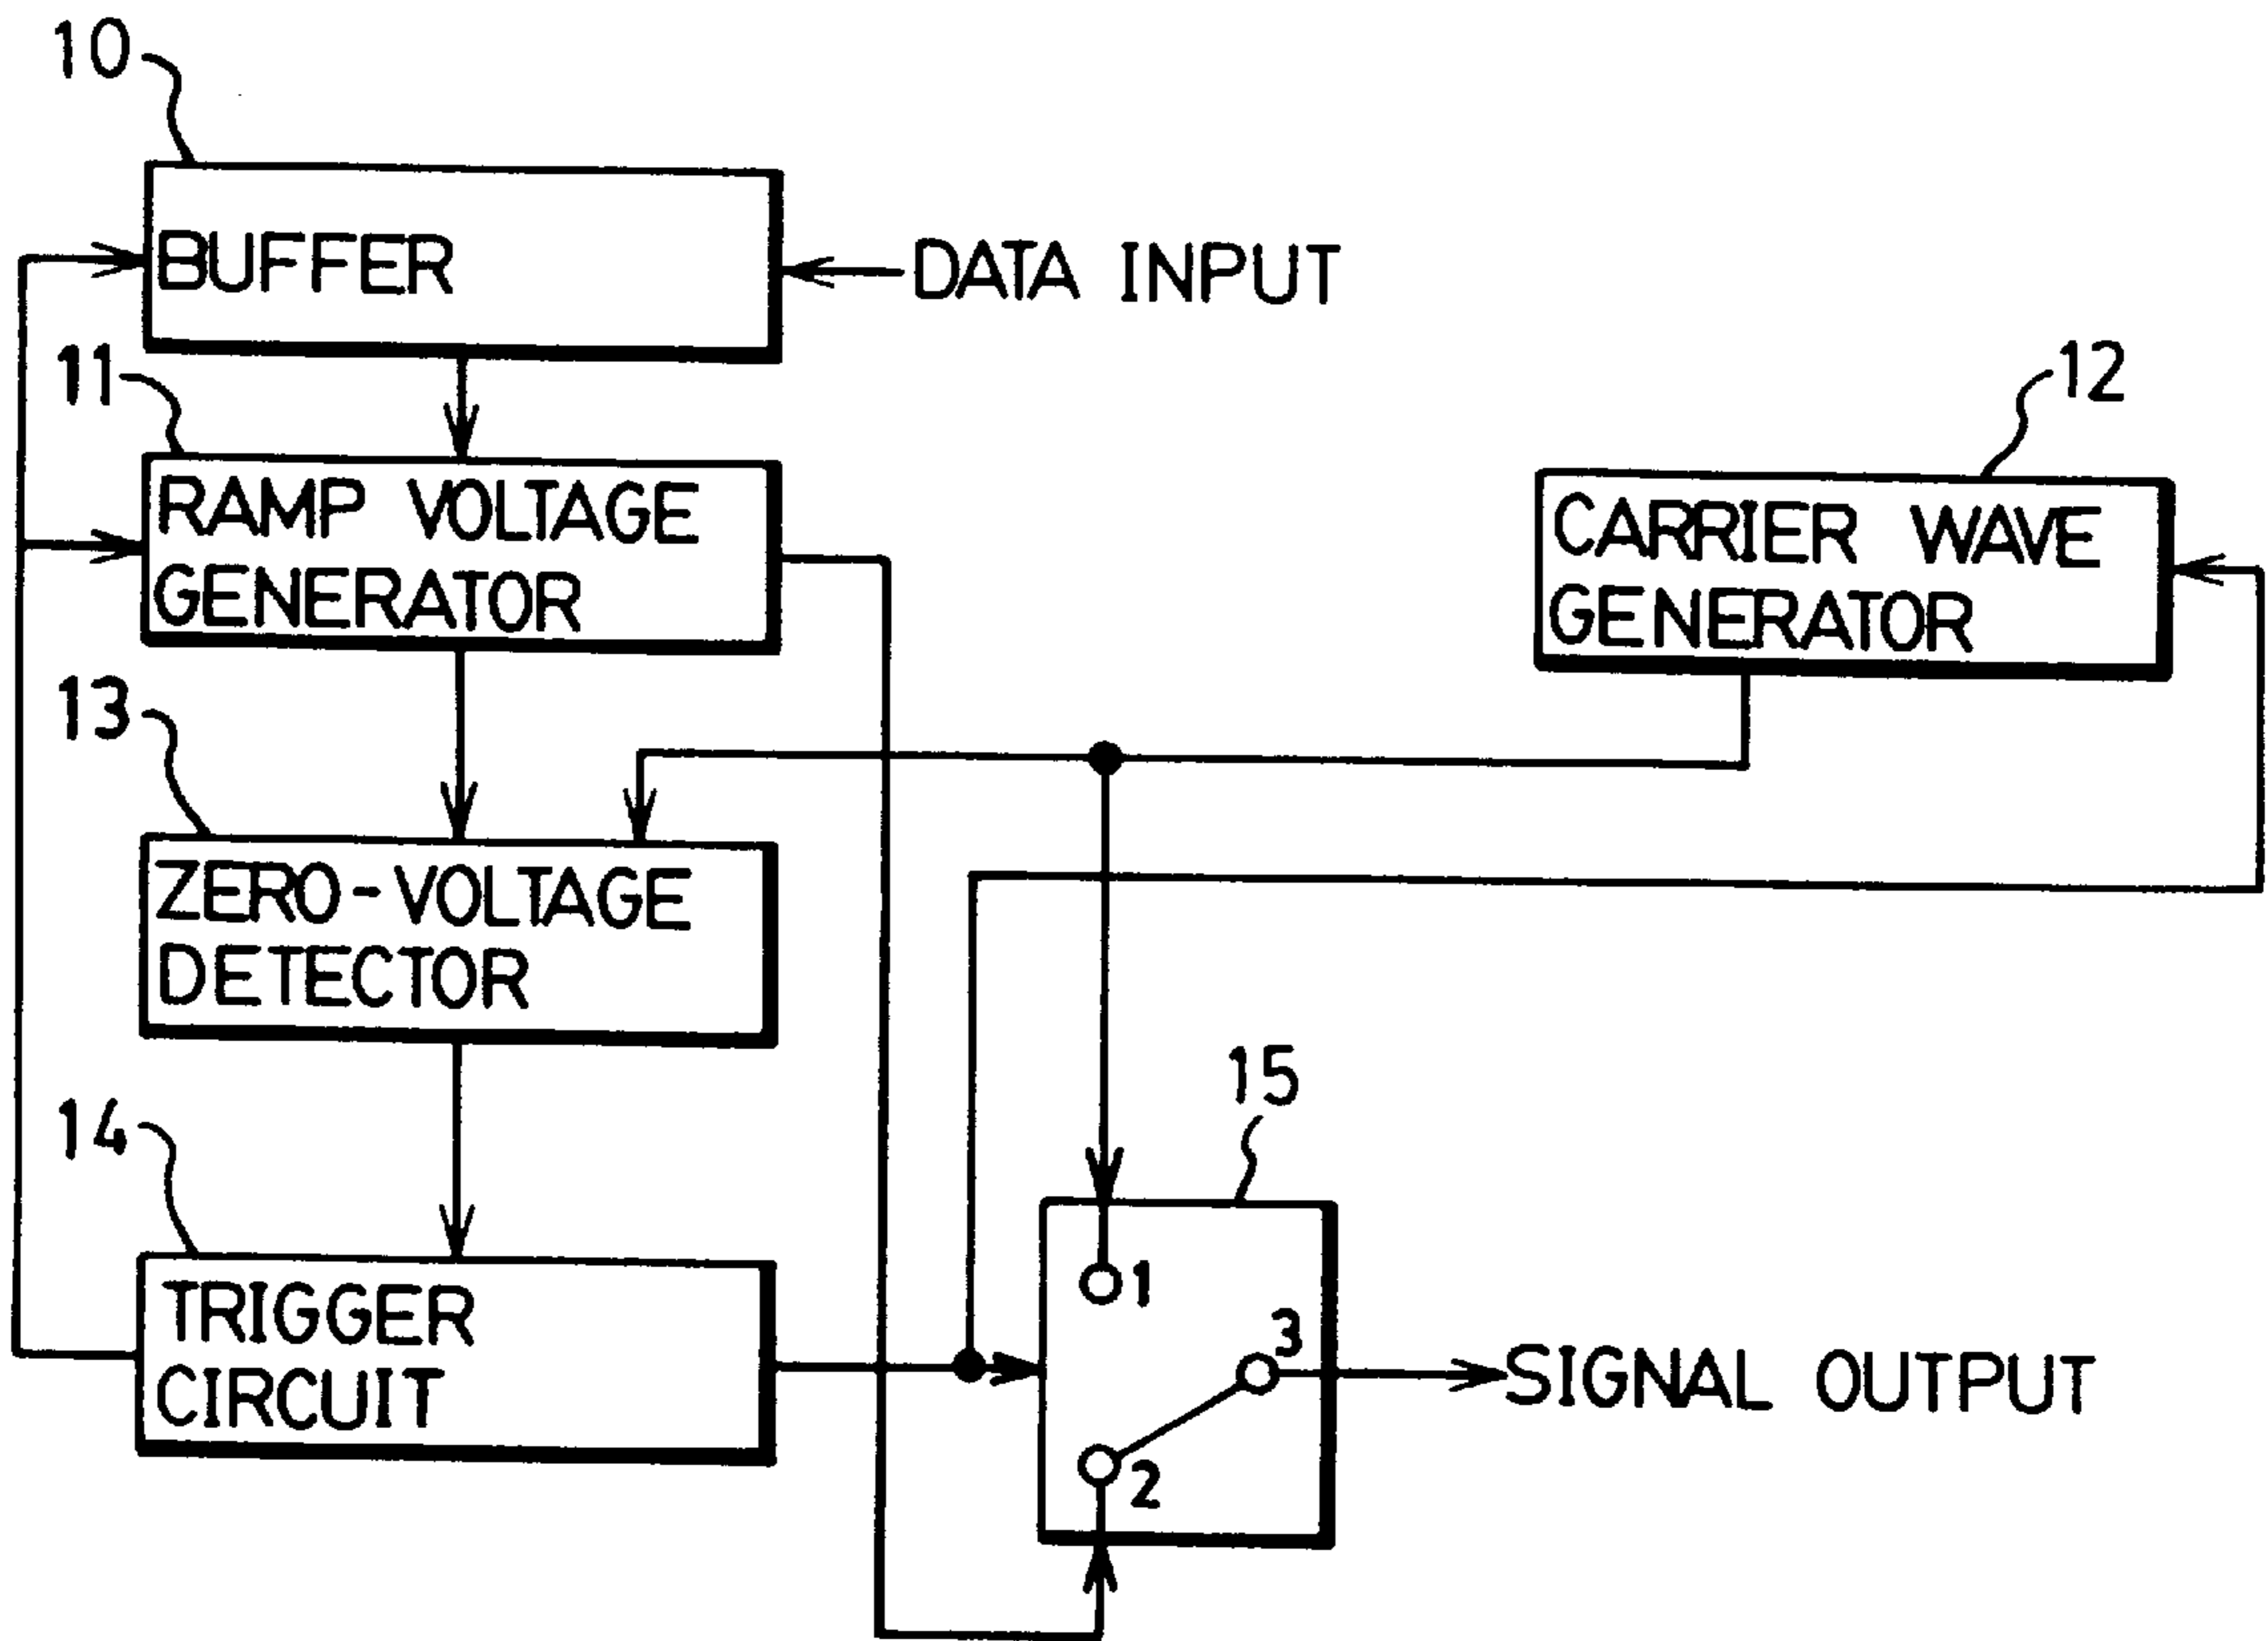 10
BUFFER
DATA INPUT
11
RAMP VOLTAGE
GENERATOR
12
CARRIER WAVE
GENERATOR
13
ZERO-VOLTAGE
DETECTOR
14
TRIGGER
CIRCUIT
15
1
3
2
SIGNAL OUTPUT